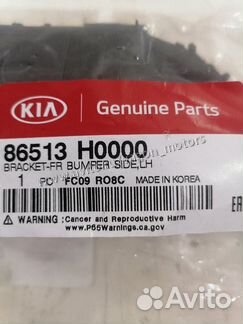 KIA Genuine Parts
86513 H0000
BRACKET-FR BUMPER SIDE,LH
1 PC FC09 RO8C MADE IN KOREA
WARNING : Cancer and Reproductive Harm
www.P65Warnings.ca.gov
EAC
Avito